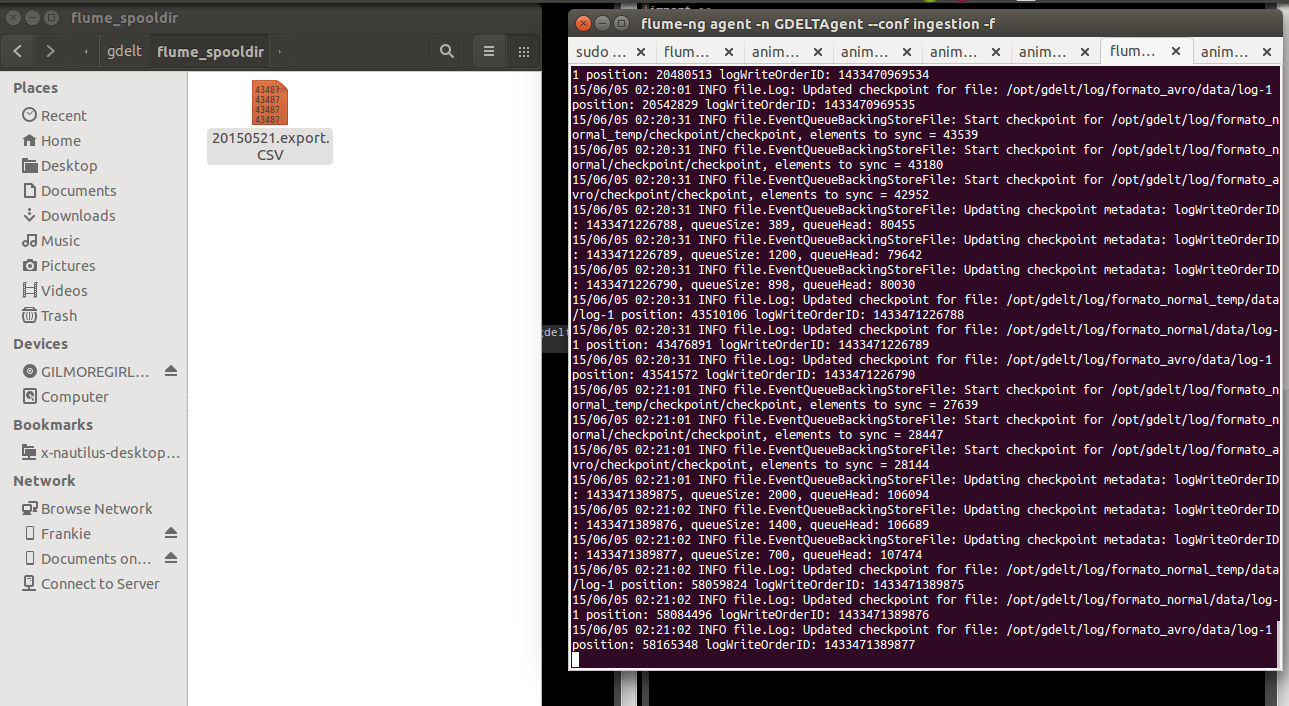 flume_spooldir
gdelt
flume_spooldir
Places
Recent
Home
Desktop
Documents
Downloads
Music
Pictures
Videos
Trash
Devices
GILMOREGIRL…
Computer
Bookmarks
x-nautilus-desktop…
Network
Browse Network
Frankie
Documents on…
Connect to Server
43487
43487
43487
43487
20150521.export.
CSV
gdelt
flume-ng agent -n GDELTAgent --conf ingestion -f
sudo ...
flum...
anim...
anim...
anim...
anim...
flum...
anim...
1 position: 20480513 logWriteOrderID: 1433470969534
15/06/05 02:20:01 INFO file.Log: Updated checkpoint for file: /opt/gdelt/log/formato_avro/data/log-1
position: 20542829 logWriteOrderID: 1433470969535
15/06/05 02:20:31 INFO file.EventQueueBackingStoreFile: Start checkpoint for /opt/gdelt/log/formato_n
ormal_temp/checkpoint/checkpoint, elements to sync = 43539
15/06/05 02:20:31 INFO file.EventQueueBackingStoreFile: Start checkpoint for /opt/gdelt/log/formato_n
ormal/checkpoint/checkpoint, elements to sync = 43180
15/06/05 02:20:31 INFO file.EventQueueBackingStoreFile: Start checkpoint for /opt/gdelt/log/formato_a
vro/checkpoint/checkpoint, elements to sync = 42952
15/06/05 02:20:31 INFO file.EventQueueBackingStoreFile: Updating checkpoint metadata: logWriteOrderID
: 1433471226788, queueSize: 389, queueHead: 80455
15/06/05 02:20:31 INFO file.EventQueueBackingStoreFile: Updating checkpoint metadata: logWriteOrderID
: 1433471226789, queueSize: 1200, queueHead: 79642
15/06/05 02:20:31 INFO file.EventQueueBackingStoreFile: Updating checkpoint metadata: logWriteOrderID
: 1433471226790, queueSize: 898, queueHead: 80030
15/06/05 02:20:31 INFO file.Log: Updated checkpoint for file: /opt/gdelt/log/formato_normal_temp/data
/log-1 position: 43510106 logWriteOrderID: 1433471226788
15/06/05 02:20:31 INFO file.Log: Updated checkpoint for file: /opt/gdelt/log/formato_normal/data/log-
1 position: 43476891 logWriteOrderID: 1433471226789
15/06/05 02:20:31 INFO file.Log: Updated checkpoint for file: /opt/gdelt/log/formato_avro/data/log-1
position: 43541572 logWriteOrderID: 1433471226790
15/06/05 02:21:01 INFO file.EventQueueBackingStoreFile: Start checkpoint for /opt/gdelt/log/formato_n
ormal_temp/checkpoint/checkpoint, elements to sync = 27639
15/06/05 02:21:01 INFO file.EventQueueBackingStoreFile: Start checkpoint for /opt/gdelt/log/formato_n
ormal/checkpoint/checkpoint, elements to sync = 28447
15/06/05 02:21:01 INFO file.EventQueueBackingStoreFile: Start checkpoint for /opt/gdelt/log/formato_a
vro/checkpoint/checkpoint, elements to sync = 28144
15/06/05 02:21:01 INFO file.EventQueueBackingStoreFile: Updating checkpoint metadata: logWriteOrderID
: 1433471389875, queueSize: 2000, queueHead: 106094
15/06/05 02:21:02 INFO file.EventQueueBackingStoreFile: Updating checkpoint metadata: logWriteOrderID
: 1433471389876, queueSize: 1400, queueHead: 106689
15/06/05 02:21:02 INFO file.EventQueueBackingStoreFile: Updating checkpoint metadata: logWriteOrderID
: 1433471389877, queueSize: 700, queueHead: 107474
15/06/05 02:21:02 INFO file.Log: Updated checkpoint for file: /opt/gdelt/log/formato_normal_temp/data
/log-1 position: 58059824 logWriteOrderID: 1433471389875
15/06/05 02:21:02 INFO file.Log: Updated checkpoint for file: /opt/gdelt/log/formato_normal/data/log-
1 position: 58084496 logWriteOrderID: 1433471389876
15/06/05 02:21:02 INFO file.Log: Updated checkpoint for file: /opt/gdelt/log/formato_avro/data/log-1
position: 58165348 logWriteOrderID: 1433471389877